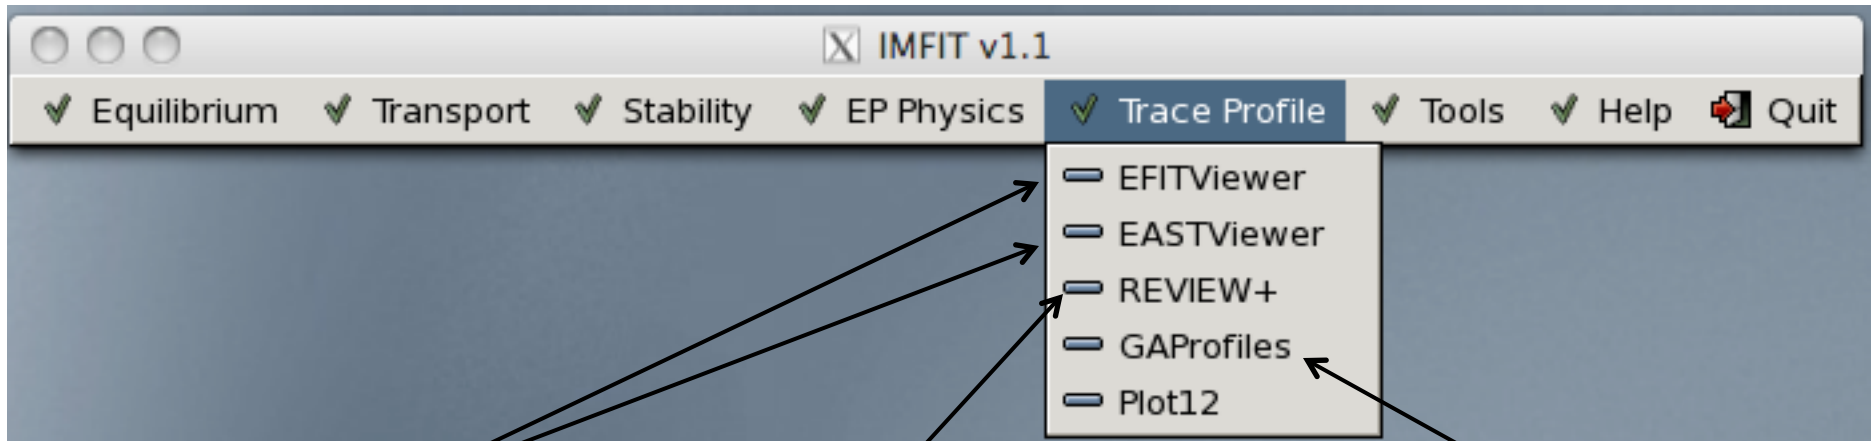 X IMFIT v1.1
Equilibrium Transport Stability EP Physics Trace Profile Tools Help Quit
EFITViewer
EASTViewer
REVIEW+
GAProfiles
Plot12